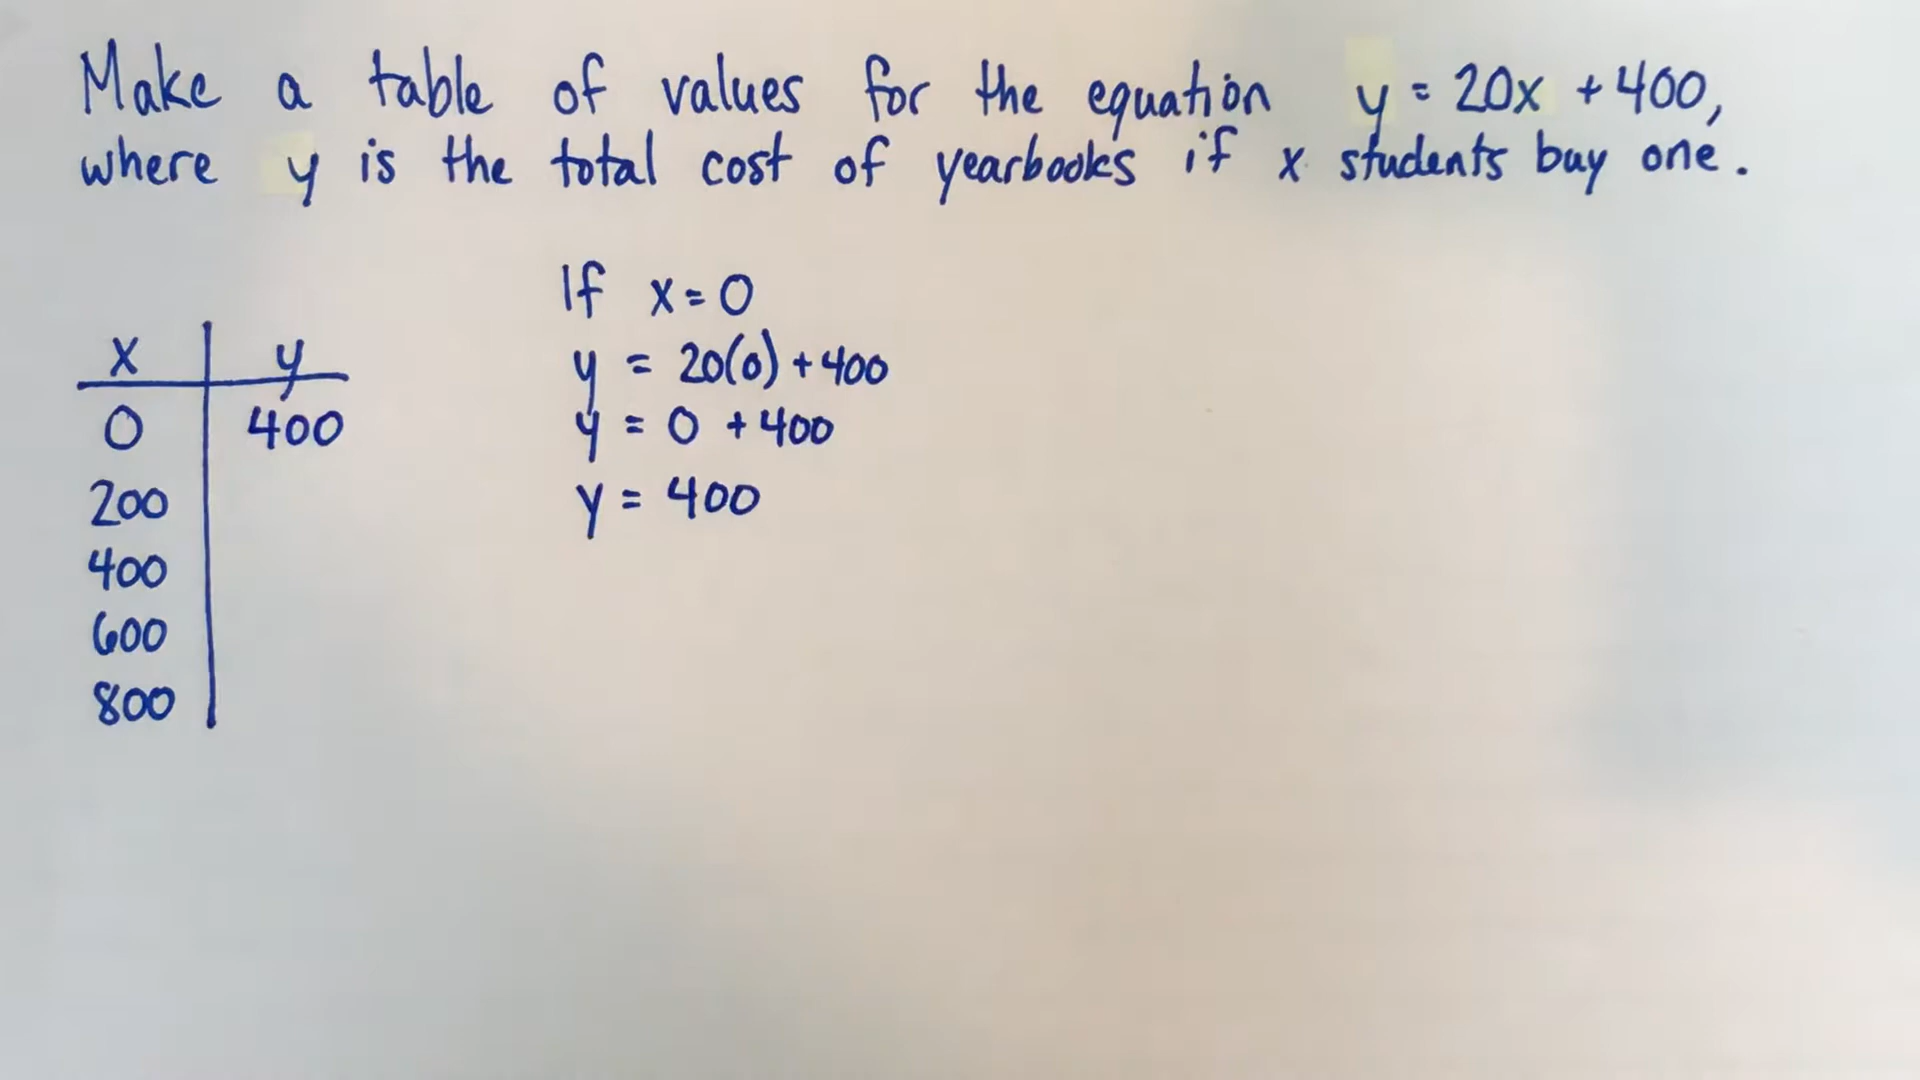 Make a table of values for the equation y = 20x + 400,
where y is the total cost of yearbooks if x students buy one.
If x = 0
x y
y = 20(0) + 400
0 400
y = 0 + 400
200
y = 400
400
600
800